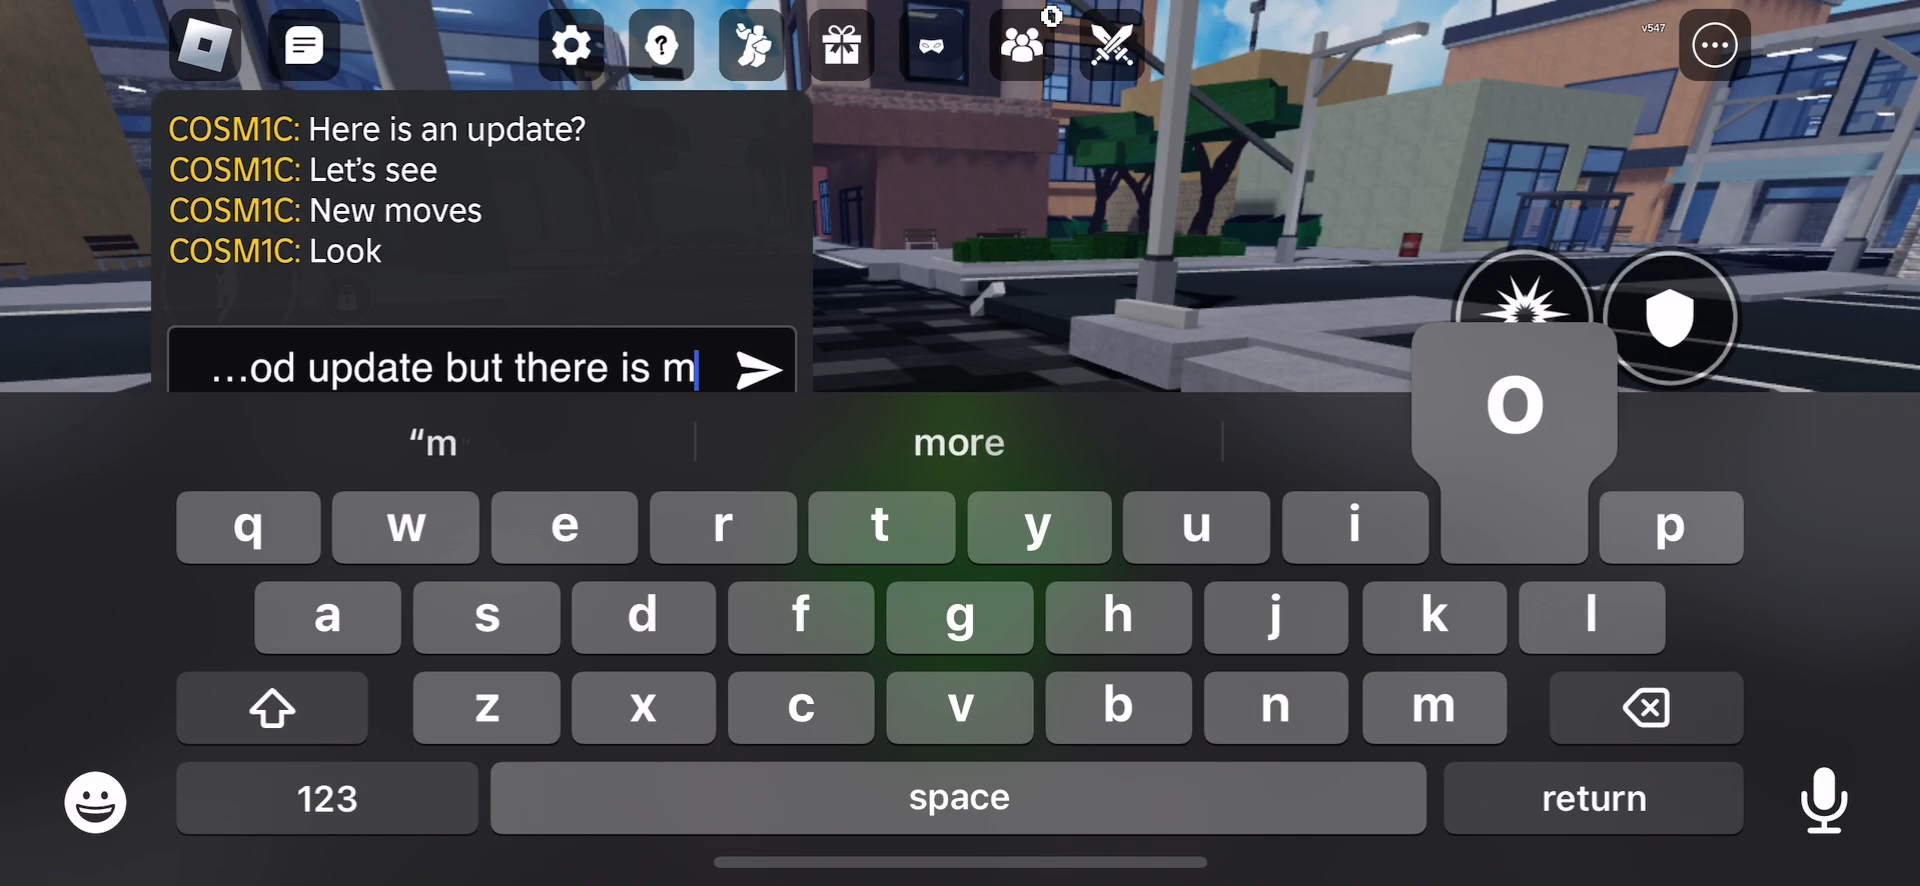 v547
COSM1C: Here is an update?
COSM1C: Let’s see
COSM1C: New moves
COSM1C: Look
…od update but there is m
“m” more
o
q w e r t y u i p
a s d f g h j k l
z x c v b n m
123 space return